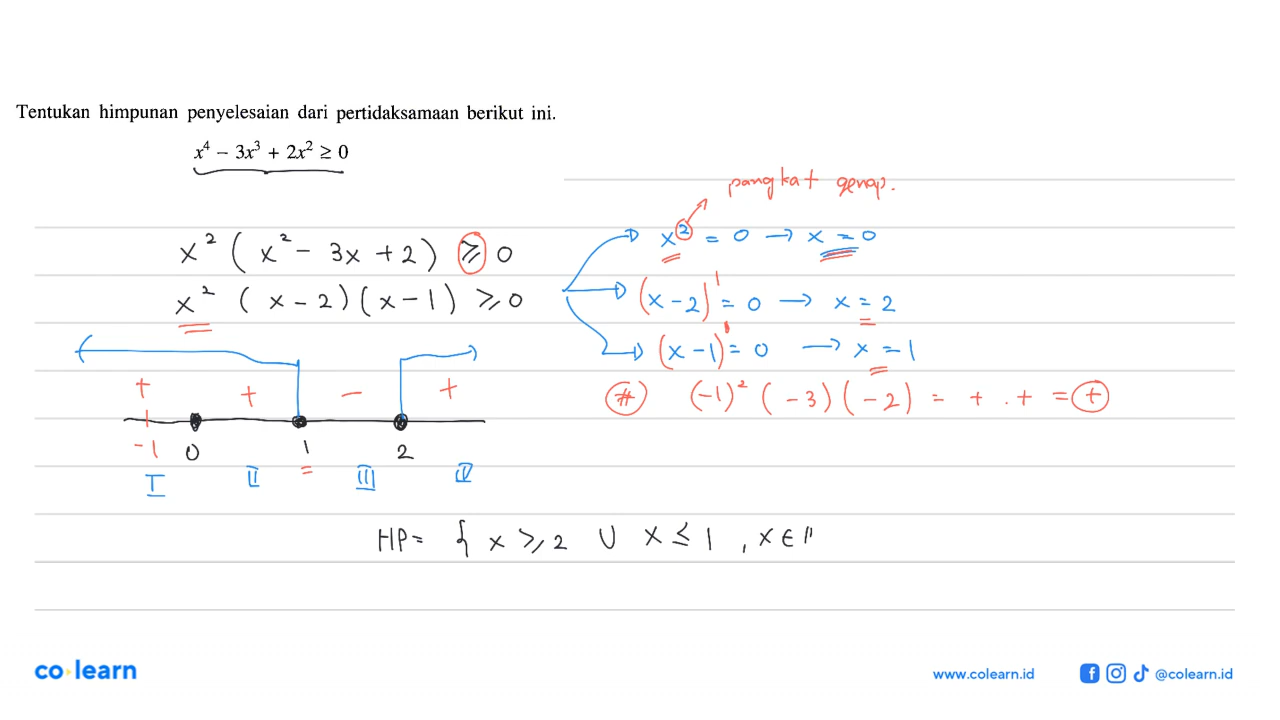 Tentukan himpunan penyelesaian dari pertidaksamaan berikut ini.
x⁴ − 3x³ + 2x² ≥ 0
pangkat genap.
x² (x² − 3x + 2) ≥ 0
x² = 0 → x = 0
x² (x − 2)(x − 1) ≥ 0
(x − 2)¹ = 0 → x = 2
(x − 1)¹ = 0 → x = 1
+ + − +
(#) (−1)² (−3)(−2) = + . + = +
−1 0 1 2
I II III IV
HP = { x ≥ 2 ∪ x ≤ 1 , x ∈
co learn
www.colearn.id
@colearn.id